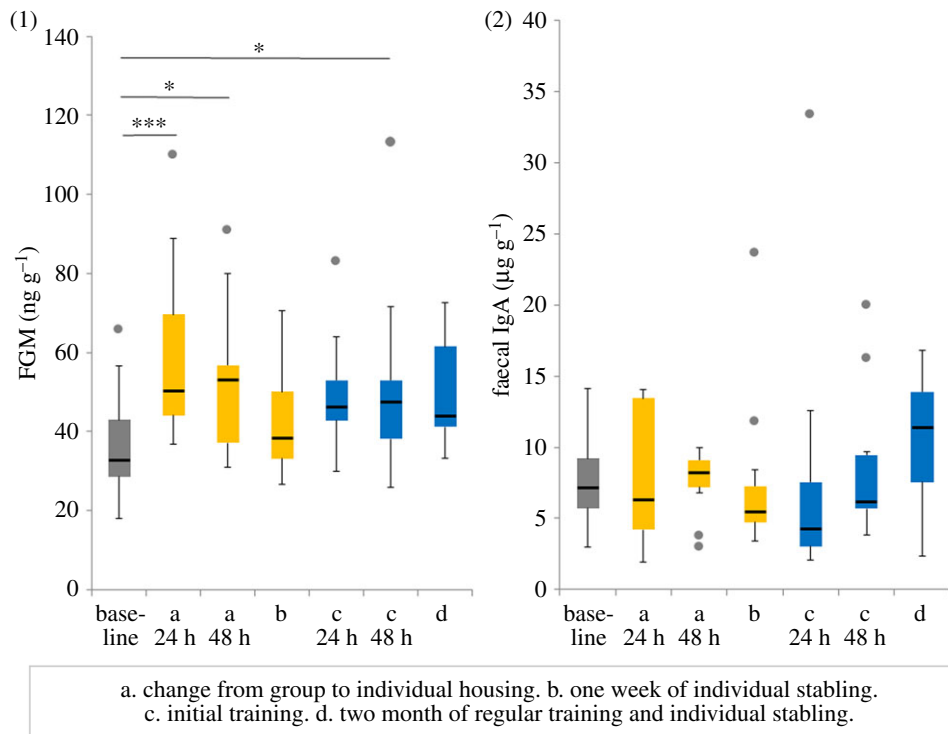 (1)
140
120
100
80
60
40
20
0
FGM (ng g⁻¹)
***
*
*
base-
line
a
24 h
a
48 h
b
c
24 h
c
48 h
d
(2)
40
35
30
25
20
15
10
5
0
faecal IgA (µg g⁻¹)
base-
line
a
24 h
a
48 h
b
c
24 h
c
48 h
d
a. change from group to individual housing. b. one week of individual stabling.
c. initial training. d. two month of regular training and individual stabling.